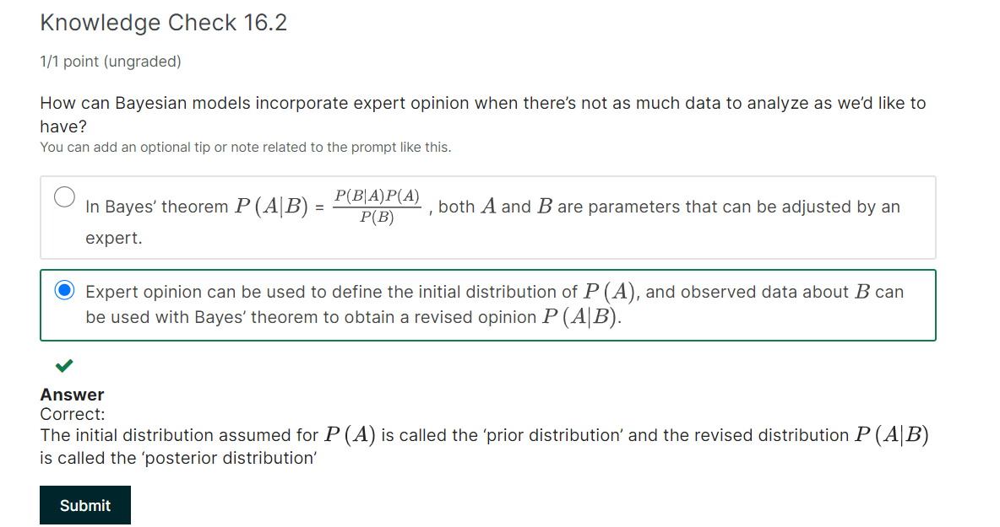 Knowledge Check 16.2
1/1 point (ungraded)
How can Bayesian models incorporate expert opinion when there’s not as much data to analyze as we’d like to
have?
You can add an optional tip or note related to the prompt like this.
In Bayes’ theorem P (A|B) = P(B|A)P(A) / P(B) , both A and B are parameters that can be adjusted by an
expert.
Expert opinion can be used to define the initial distribution of P (A), and observed data about B can
be used with Bayes’ theorem to obtain a revised opinion P (A|B).
Answer
Correct:
The initial distribution assumed for P (A) is called the ‘prior distribution’ and the revised distribution P (A|B)
is called the ‘posterior distribution’
Submit